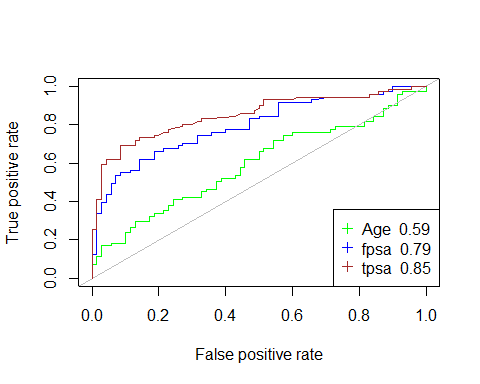 True positive rate
1.0
0.8
0.6
0.4
0.2
0.0
Age 0.59
fpsa 0.79
tpsa 0.85
0.0 0.2 0.4 0.6 0.8 1.0
False positive rate